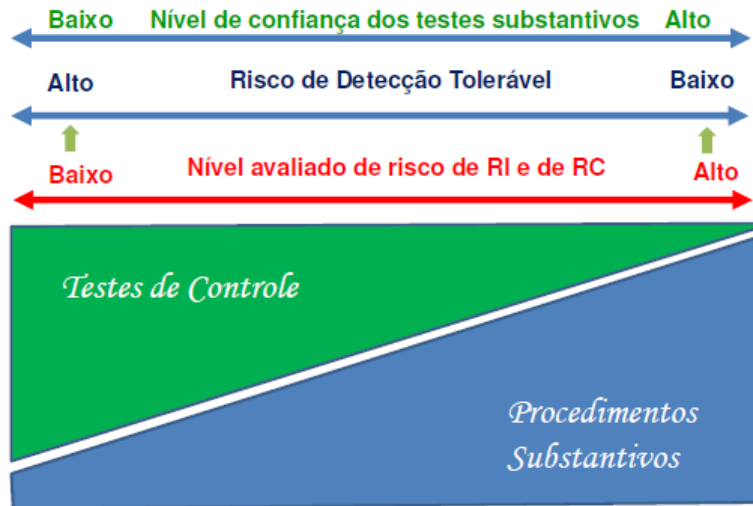 Baixo Nível de confiança dos testes substantivos Alto
Alto Risco de Detecção Tolerável Baixo
Baixo Nível avaliado de risco de RI e de RC Alto
Testes de Controle
Procedimentos
Substantivos